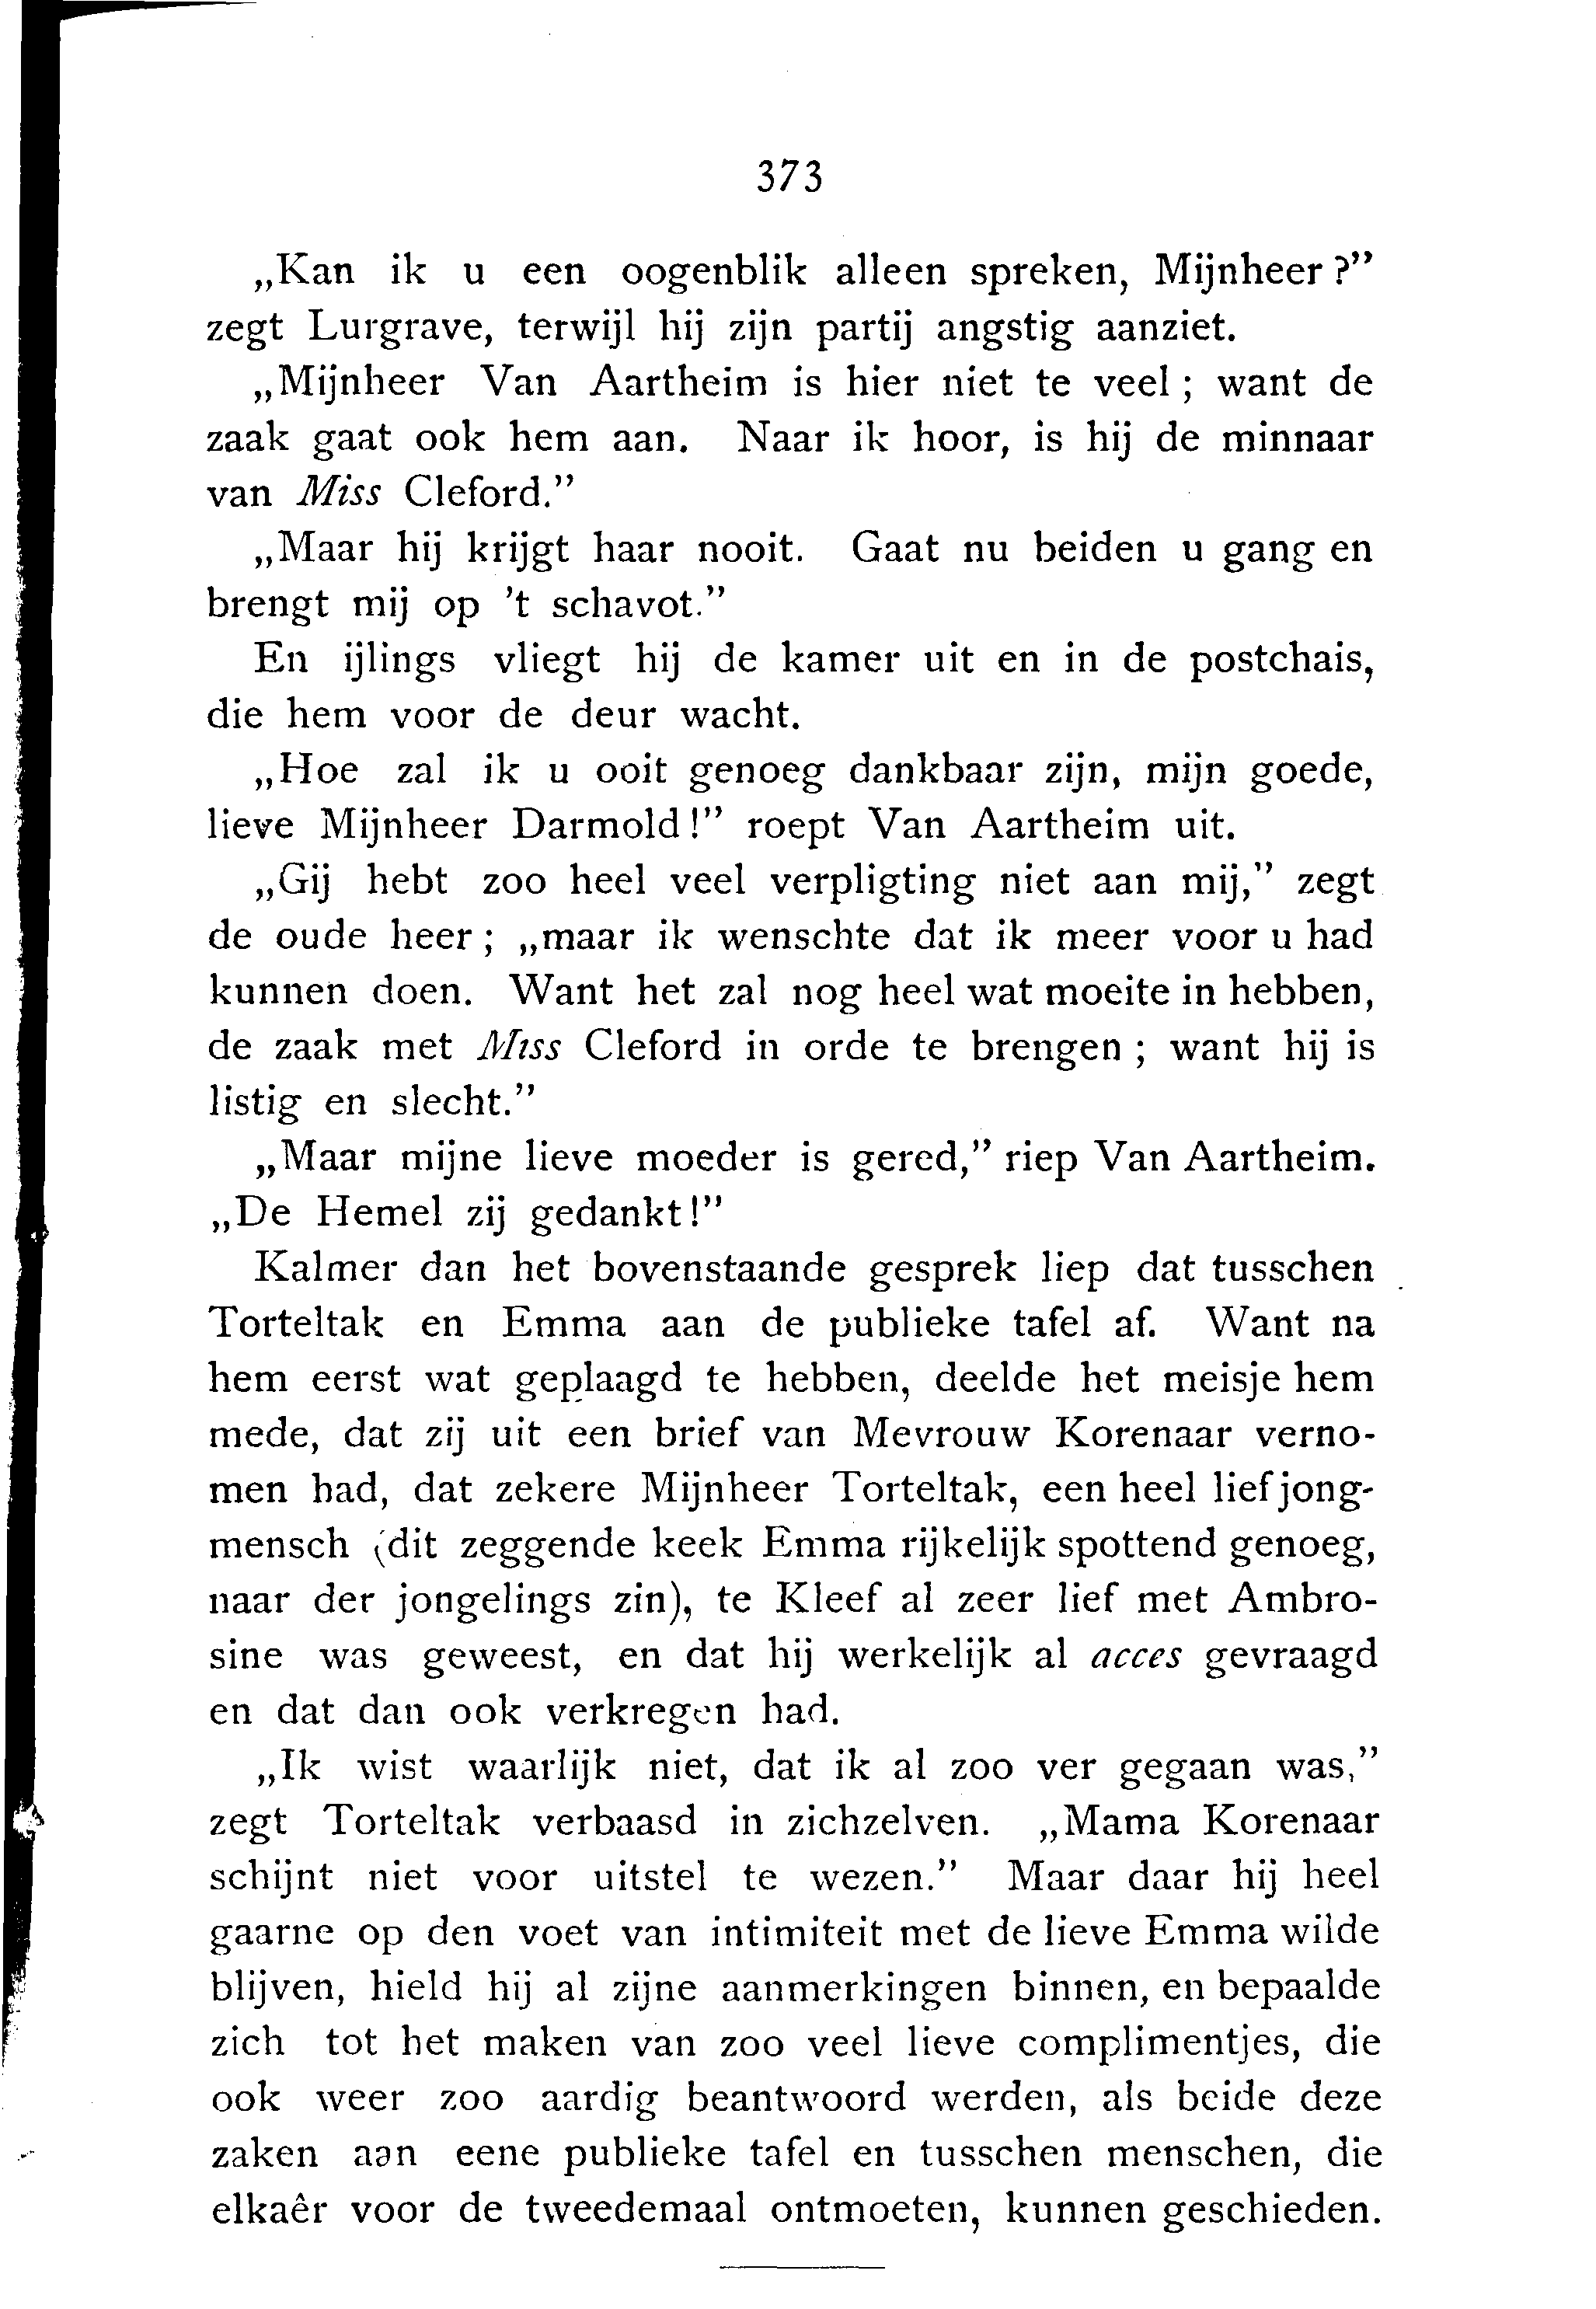 373
„Kan ik u een oogenblik alleen spreken, Mijnheer?”
zegt Lurgrave, terwijl hij zijn partij angstig aanziet.
„Mijnheer Van Aartheim is hier niet te veel; want de
zaak gaat ook hem aan. Naar ik hoor, is hij de minnaar
van Miss Cleford.”
„Maar hij krijgt haar nooit. Gaat nu beiden u gang en
brengt mij op 't schavot.”
En ijlings vliegt hij de kamer uit en in de postchais,
die hem voor de deur wacht.
„Hoe zal ik u ooit genoeg dankbaar zijn, mijn goede,
lieve Mijnheer Darmold!” roept Van Aartheim uit.
„Gij hebt zoo heel veel verpligting niet aan mij,” zegt
de oude heer; „maar ik wenschte dat ik meer voor u had
kunnen doen. Want het zal nog heel wat moeite in hebben,
de zaak met Miss Cleford in orde te brengen; want hij is
listig en slecht.”
„Maar mijne lieve moeder is gered,” riep Van Aartheim.
„De Hemel zij gedankt!”
Kalmer dan het bovenstaande gesprek liep dat tusschen
Torteltak en Emma aan de publieke tafel af. Want na
hem eerst wat geplaagd te hebben, deelde het meisje hem
mede, dat zij uit een brief van Mevrouw Korenaar verno-
men had, dat zekere Mijnheer Torteltak, een heel lief jong-
mensch (dit zeggende keek Emma rijkelijk spottend genoeg,
naar der jongelings zin), te Kleef al zeer lief met Ambro-
sine was geweest, en dat hij werkelijk al acces gevraagd
en dat dan ook verkregen had.
„Ik wist waarlijk niet, dat ik al zoo ver gegaan was,”
zegt Torteltak verbaasd in zichzelven. „Mama Korenaar
schijnt niet voor uitstel te wezen.” Maar daar hij heel
gaarne op den voet van intimiteit met de lieve Emma wilde
blijven, hield hij al zijne aanmerkingen binnen, en bepaalde
zich tot het maken van zoo veel lieve complimentjes, die
ook weer zoo aardig beantwoord werden, als beide deze
zaken aan eene publieke tafel en tusschen menschen, die
elkaêr voor de tweedemaal ontmoeten, kunnen geschieden.